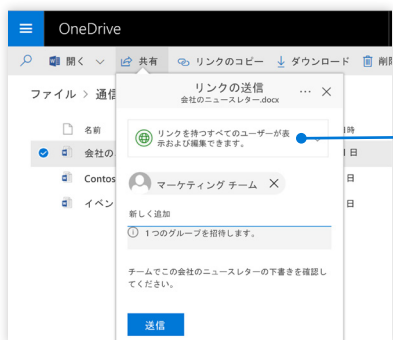 OneDrive
開く 共有 リンクのコピー ダウンロード 削除
ファイル > 通信
リンクの送信
会社のニュースレター.docx
名前
リンクを持つすべてのユーザーが表
示および編集できます。
会社の
日
Contos
日
マーケティング チーム
イベン
日
新しく追加
1つのグループを招待します。
チームでこの会社のニュースレターの下書きを確認し
てください。
送信